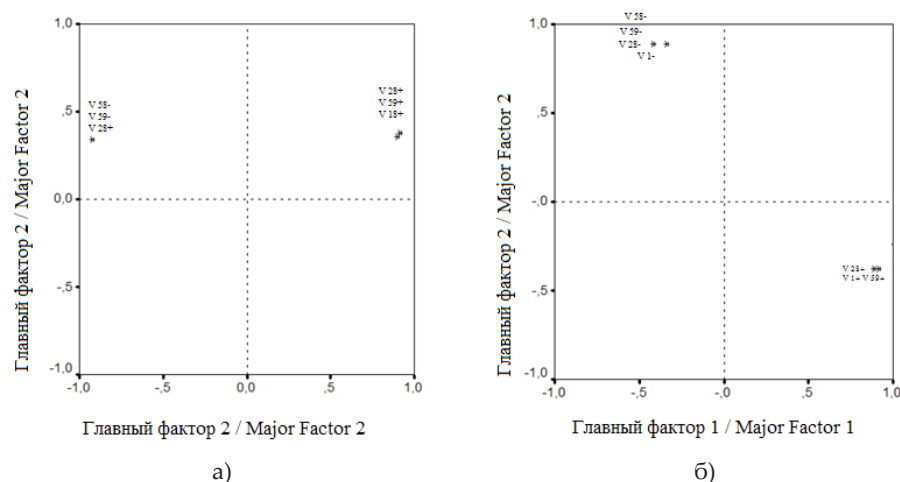 1,0
V 28+
V 59+
V 18+
V 58-
V 59-
V 28+
,5
0,0
-,5
-1,0
-1,0
-,5
0,0
,5
1,0
Главный фактор 2 / Major Factor 2
Главный фактор 2 / Major Factor 2
а)
V 58-
V 59-
V 28-
V 1-
1,0
,5
0,0
-,5
-1,0
V 28+
V 1+ V 59+
-1,0
-,5
0,0
,5
1,0
Главный фактор 2 / Major Factor 2
Главный фактор 1 / Major Factor 1
б)